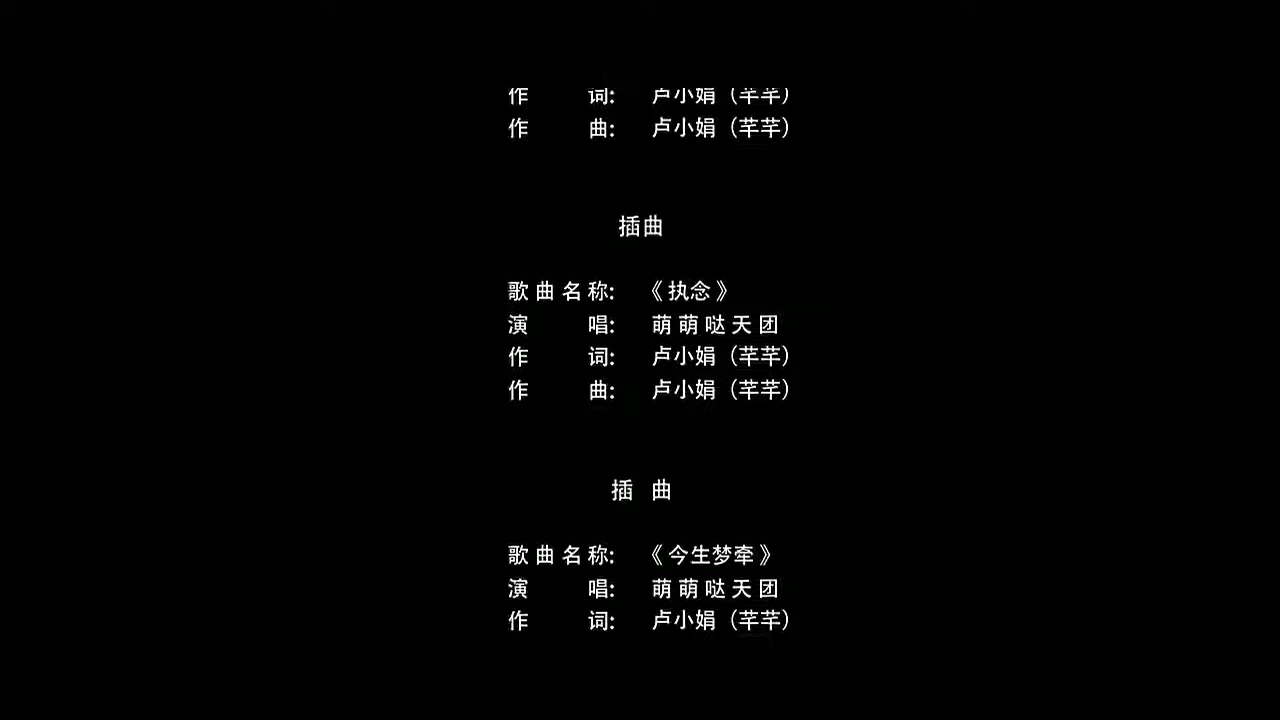 作 词: 卢小娟（芊芊）
作 曲: 卢小娟（芊芊）
插曲
歌曲名称: 《执念》
演 唱: 萌萌哒天团
作 词: 卢小娟（芊芊）
作 曲: 卢小娟（芊芊）
插 曲
歌曲名称: 《今生梦牵》
演 唱: 萌萌哒天团
作 词: 卢小娟（芊芊）